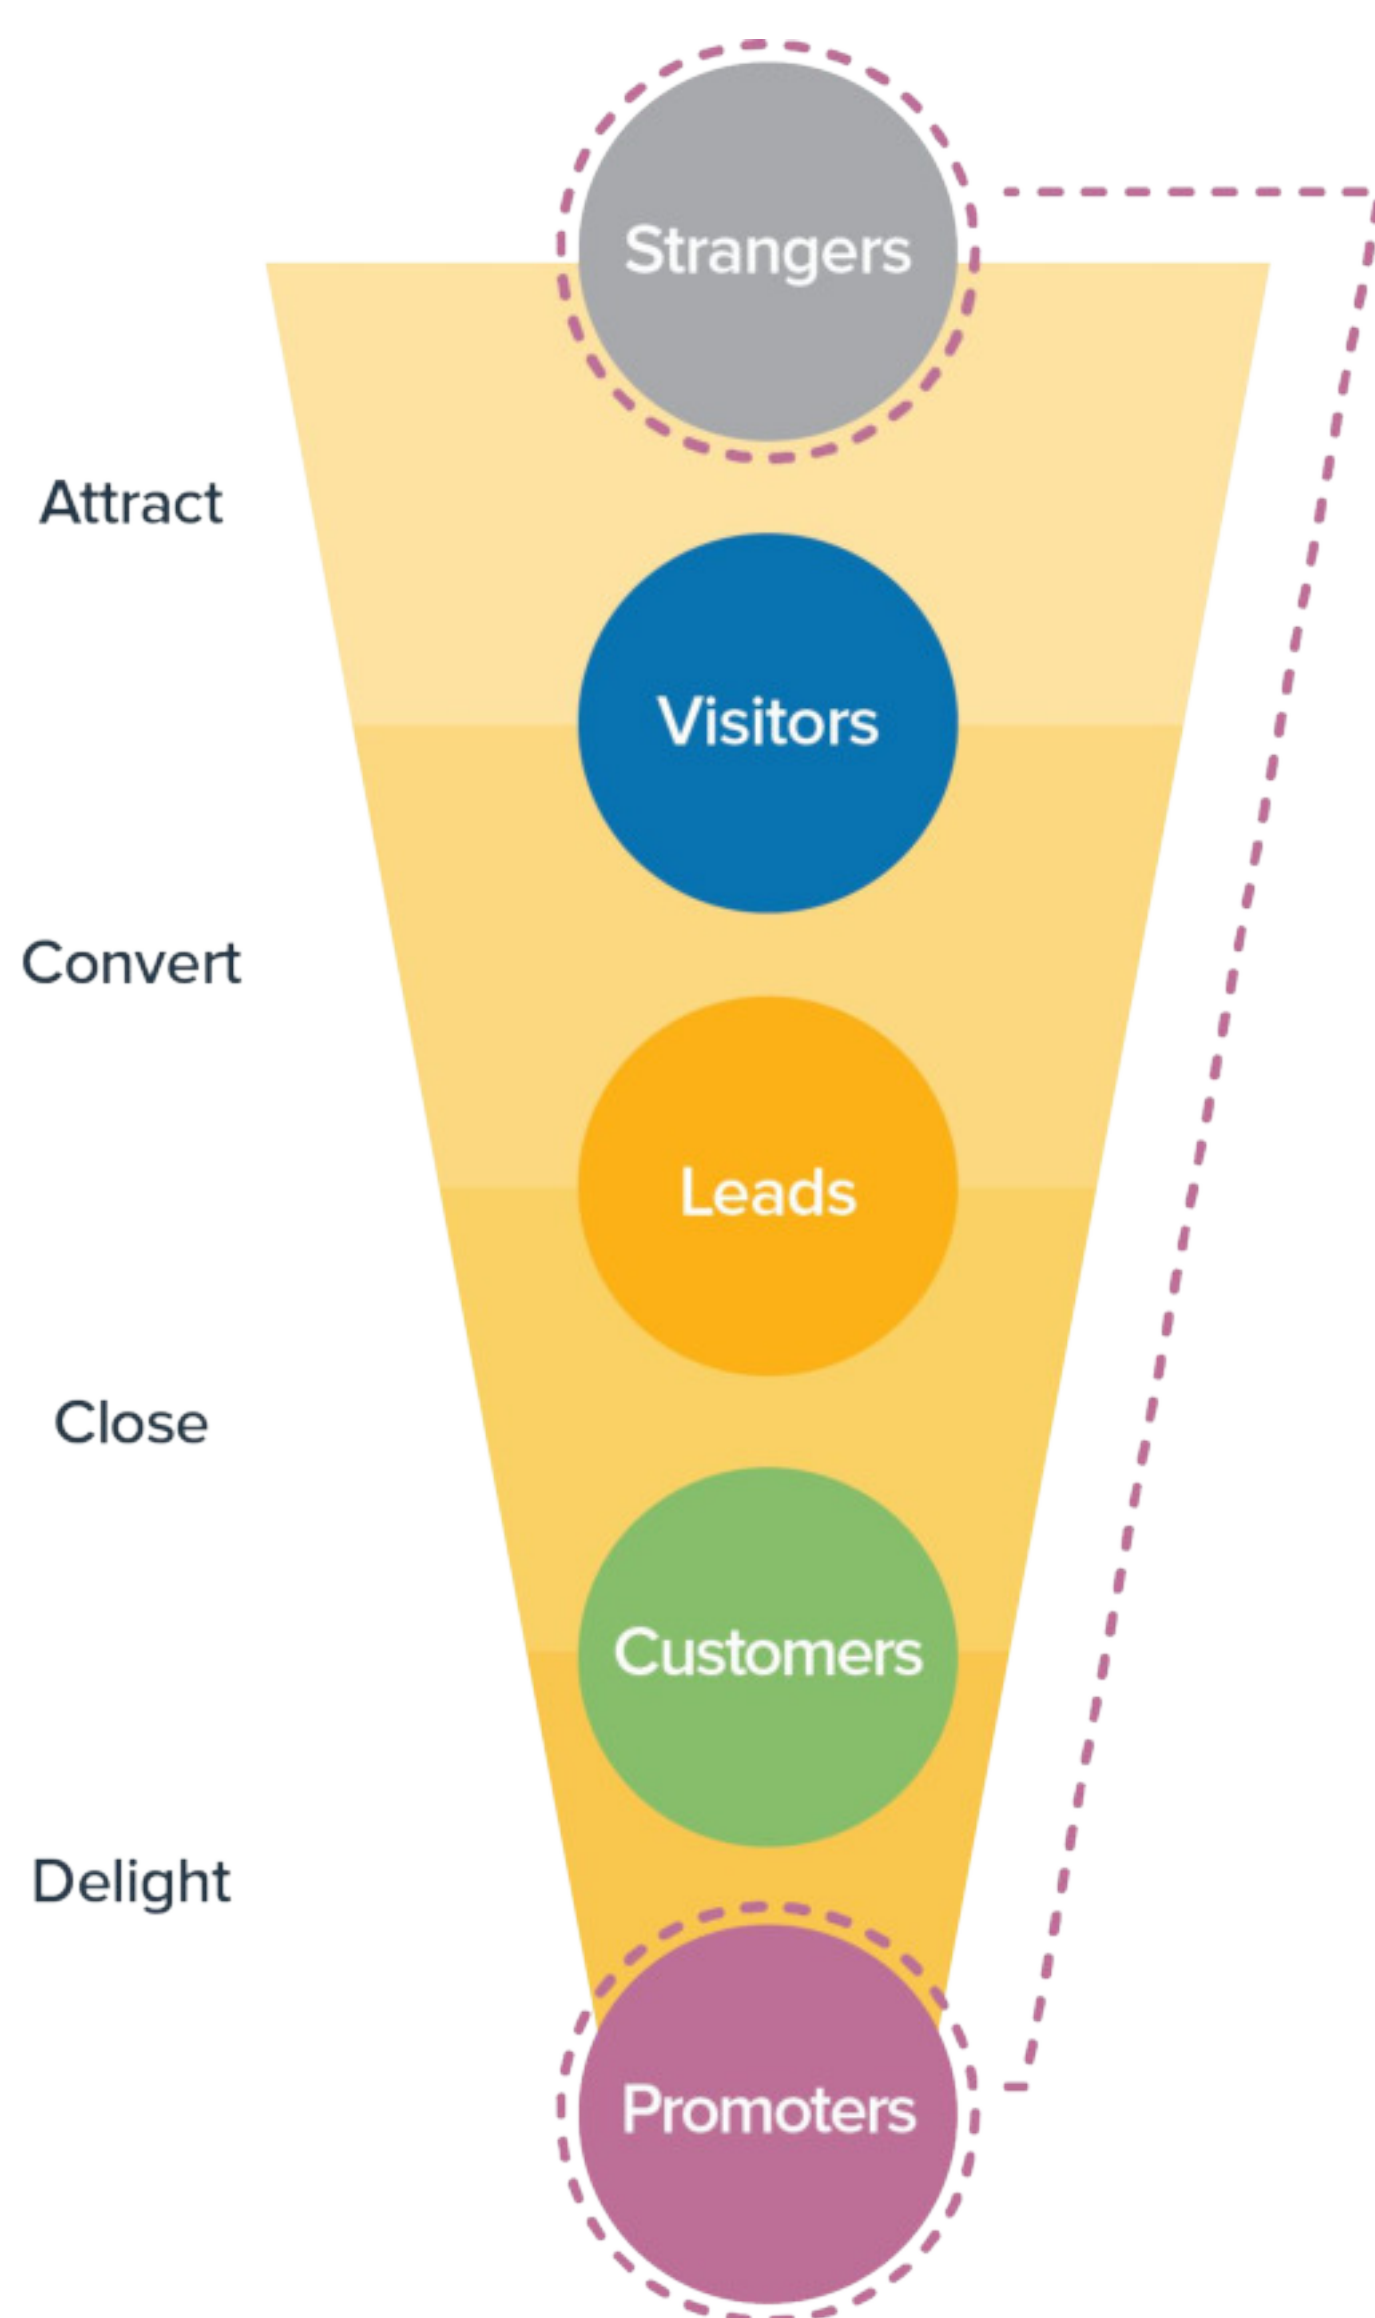 Strangers
Attract
Visitors
Convert
Leads
Close
Customers
Delight
Promoters